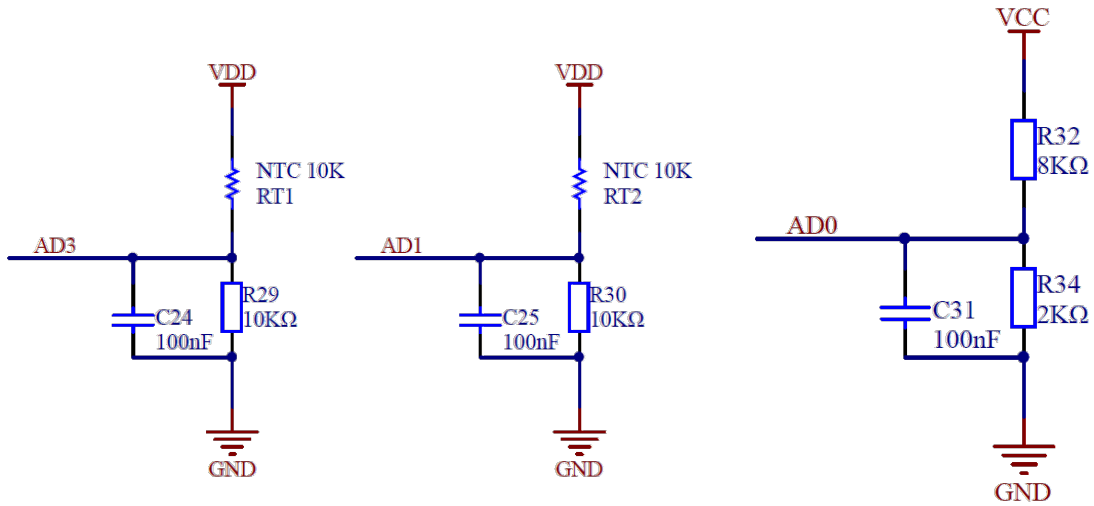 VDD
NTC 10K
RT1
AD3
R29
10KΩ
C24
100nF
GND
VDD
NTC 10K
RT2
AD1
R30
10KΩ
C25
100nF
GND
VCC
R32
8KΩ
AD0
R34
2KΩ
C31
100nF
GND